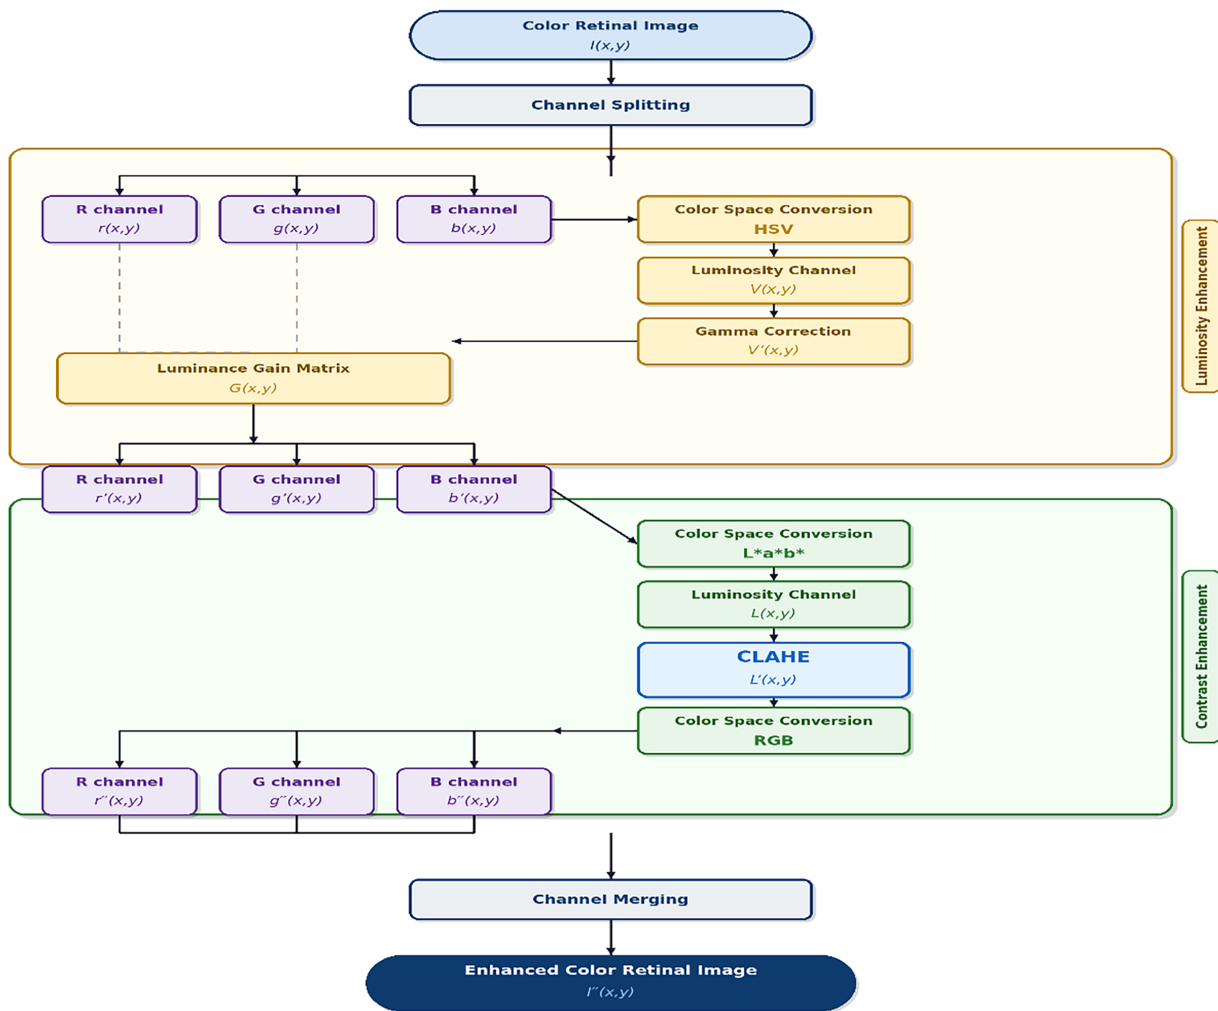 Color Retinal Image
I(x,y)
Channel Splitting
R channel
r(x,y)
G channel
g(x,y)
B channel
b(x,y)
Color Space Conversion
HSV
Luminosity Channel
V(x,y)
Gamma Correction
V′(x,y)
Luminance Gain Matrix
G(x,y)
Luminosity Enhancement
R channel
r′(x,y)
G channel
g′(x,y)
B channel
b′(x,y)
Color Space Conversion
L*a*b*
Luminosity Channel
L(x,y)
CLAHE
L′(x,y)
Color Space Conversion
RGB
Contrast Enhancement
R channel
r″(x,y)
G channel
g″(x,y)
B channel
b″(x,y)
Channel Merging
Enhanced Color Retinal Image
I″(x,y)